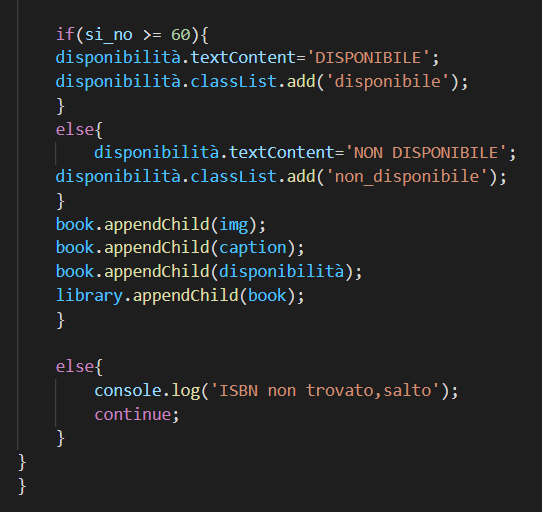 if(si_no >= 60){
disponibilità.textContent='DISPONIBILE';
disponibilità.classList.add('disponibile');
}
else{
disponibilità.textContent='NON DISPONIBILE';
disponibilità.classList.add('non_disponibile');
}
book.appendChild(img);
book.appendChild(caption);
book.appendChild(disponibilità);
library.appendChild(book);
}
else{
console.log('ISBN non trovato,salto');
continue;
}
}
}